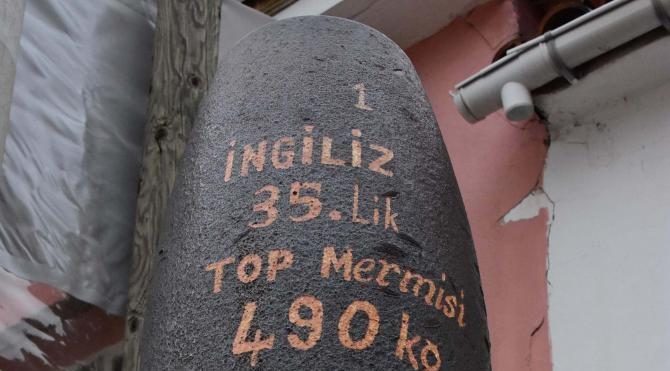 1
İNGİLİZ
35.Lik
TOP Mermisi
490 KG